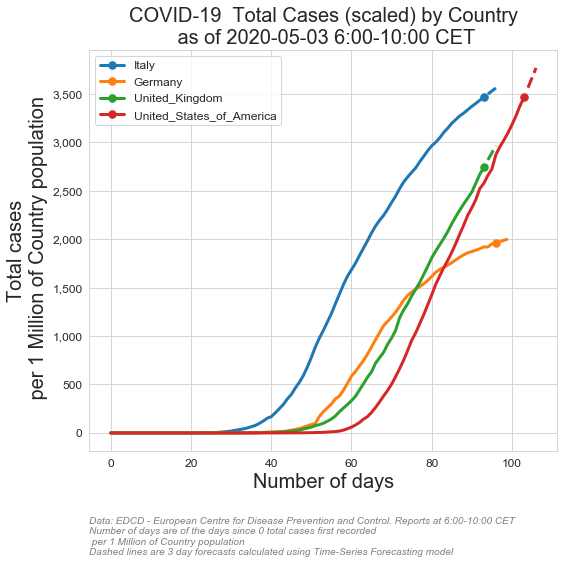 COVID-19  Total Cases (scaled) by Country
as of 2020-05-03 6:00-10:00 CET
Italy
Germany
United_Kingdom
United_States_of_America
Total cases
per 1 Million of Country population
3,500
3,000
2,500
2,000
1,500
1,000
500
0
0 20 40 60 80 100
Number of days
Data: EDCD - European Centre for Disease Prevention and Control. Reports at 6:00-10:00 CET
Number of days are of the days since 0 total cases first recorded
per 1 Million of Country population
Dashed lines are 3 day forecasts calculated using Time-Series Forecasting model